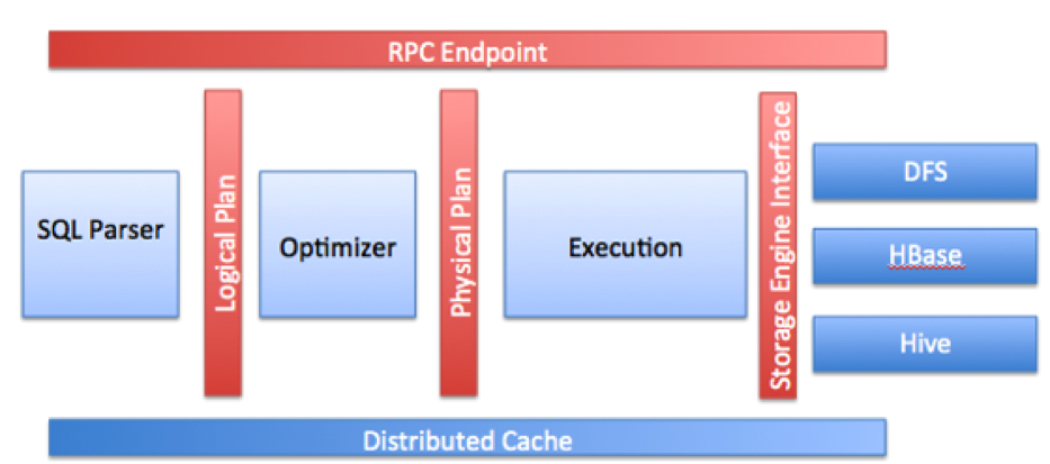 RPC Endpoint
SQL Parser
Logical Plan
Optimizer
Physical Plan
Execution
Storage Engine Interface
DFS
HBase
Hive
Distributed Cache